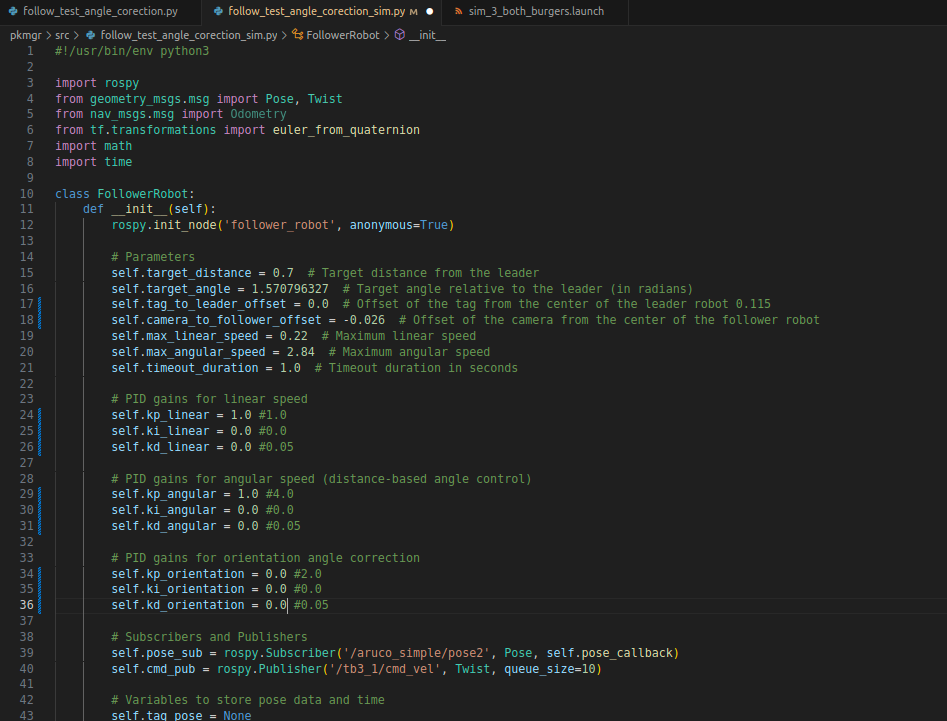 follow_test_angle_corection.py follow_test_angle_corection_sim.py M sim_3_both_burgers.launch
pkmgr > src > follow_test_angle_corection_sim.py > FollowerRobot > __init__
1 #!/usr/bin/env python3
2
3 import rospy
4 from geometry_msgs.msg import Pose, Twist
5 from nav_msgs.msg import Odometry
6 from tf.transformations import euler_from_quaternion
7 import math
8 import time
9
10 class FollowerRobot:
11     def __init__(self):
12         rospy.init_node('follower_robot', anonymous=True)
13
14         # Parameters
15         self.target_distance = 0.7  # Target distance from the leader
16         self.target_angle = 1.570796327  # Target angle relative to the leader (in radians)
17         self.tag_to_leader_offset = 0.0  # Offset of the tag from the center of the leader robot 0.115
18         self.camera_to_follower_offset = -0.026  # Offset of the camera from the center of the follower robot
19         self.max_linear_speed = 0.22  # Maximum linear speed
20         self.max_angular_speed = 2.84  # Maximum angular speed
21         self.timeout_duration = 1.0  # Timeout duration in seconds
22
23         # PID gains for linear speed
24         self.kp_linear = 1.0 #1.0
25         self.ki_linear = 0.0 #0.0
26         self.kd_linear = 0.0 #0.05
27
28         # PID gains for angular speed (distance-based angle control)
29         self.kp_angular = 1.0 #4.0
30         self.ki_angular = 0.0 #0.0
31         self.kd_angular = 0.0 #0.05
32
33         # PID gains for orientation angle correction
34         self.kp_orientation = 0.0 #2.0
35         self.ki_orientation = 0.0 #0.0
36         self.kd_orientation = 0.0 #0.05
37
38         # Subscribers and Publishers
39         self.pose_sub = rospy.Subscriber('/aruco_simple/pose2', Pose, self.pose_callback)
40         self.cmd_pub = rospy.Publisher('/tb3_1/cmd_vel', Twist, queue_size=10)
41
42         # Variables to store pose data and time
43         self.tag_pose = None